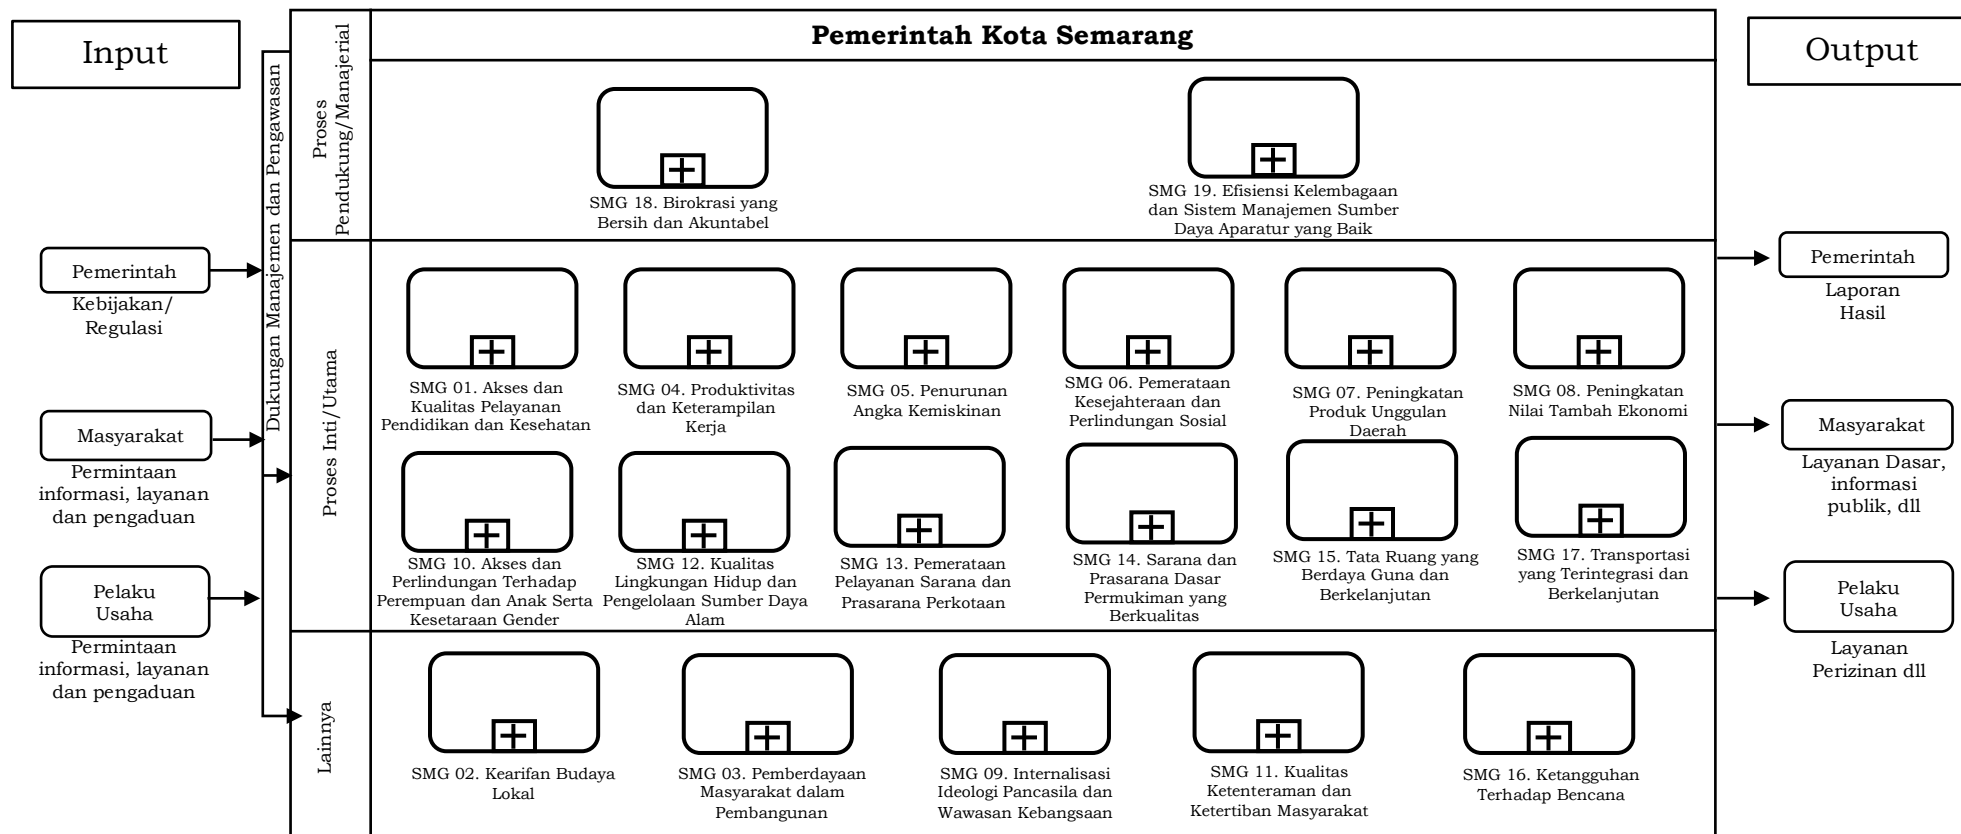 Input
Pemerintah Kota Semarang
Output
Dukungan Manajemen dan Pengawasan
Proses
Pendukung/Manajerial
SMG 18. Birokrasi yang
Bersih dan Akuntabel
SMG 19. Efisiensi Kelembagaan
dan Sistem Manajemen Sumber
Daya Aparatur yang Baik
Pemerintah
Kebijakan/
Regulasi
Masyarakat
Permintaan
informasi, layanan
dan pengaduan
Pelaku
Usaha
Permintaan
informasi, layanan
dan pengaduan
Proses Inti/Utama
SMG 01. Akses dan
Kualitas Pelayanan
Pendidikan dan Kesehatan
SMG 04. Produktivitas
dan Keterampilan
Kerja
SMG 05. Penurunan
Angka Kemiskinan
SMG 06. Pemerataan
Kesejahteraan dan
Perlindungan Sosial
SMG 07. Peningkatan
Produk Unggulan
Daerah
SMG 08. Peningkatan
Nilai Tambah Ekonomi
SMG 10. Akses dan
Perlindungan Terhadap
Perempuan dan Anak Serta
Kesetaraan Gender
SMG 12. Kualitas
Lingkungan Hidup dan
Pengelolaan Sumber Daya
Alam
SMG 13. Pemerataan
Pelayanan Sarana dan
Prasarana Perkotaan
SMG 14. Sarana dan
Prasarana Dasar
Permukiman yang
Berkualitas
SMG 15. Tata Ruang yang
Berdaya Guna dan
Berkelanjutan
SMG 17. Transportasi
yang Terintegrasi dan
Berkelanjutan
Lainnya
SMG 02. Kearifan Budaya
Lokal
SMG 03. Pemberdayaan
Masyarakat dalam
Pembangunan
SMG 09. Internalisasi
Ideologi Pancasila dan
Wawasan Kebangsaan
SMG 11. Kualitas
Ketenteraman dan
Ketertiban Masyarakat
SMG 16. Ketangguhan
Terhadap Bencana
Pemerintah
Laporan
Hasil
Masyarakat
Layanan Dasar,
informasi
publik, dll
Pelaku
Usaha
Layanan
Perizinan dll